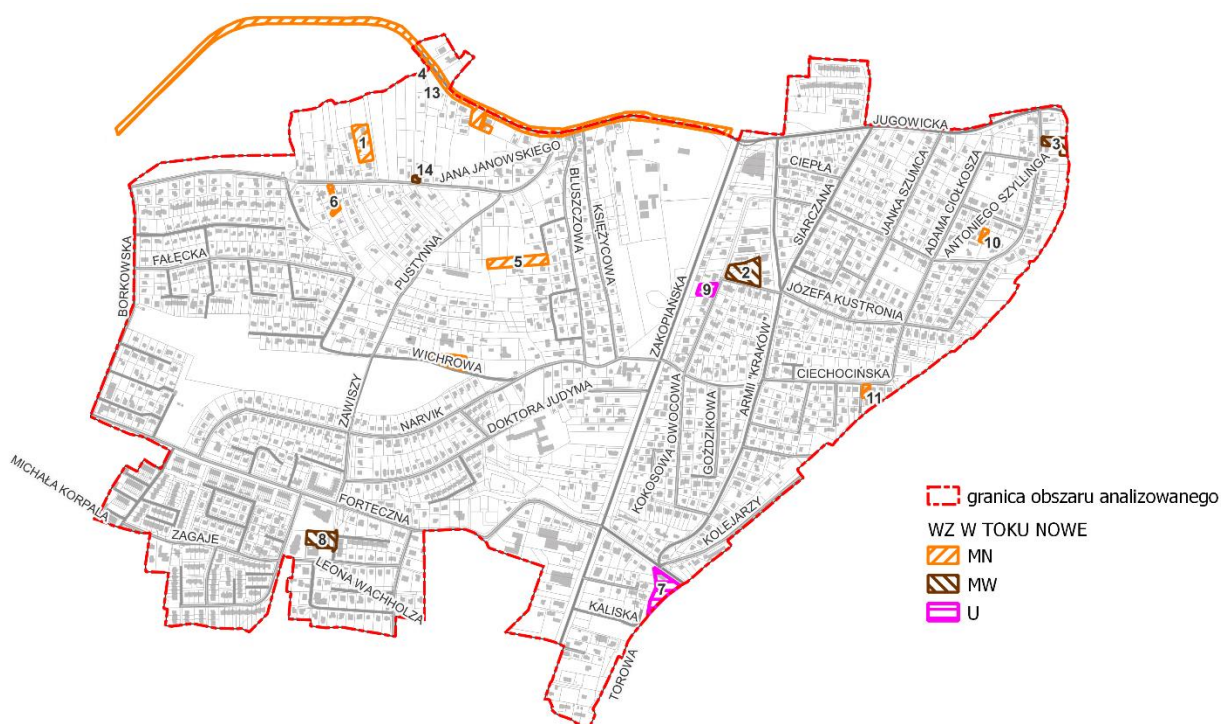 4
13
JUGOWICKA
1
3
CIEPŁA
14
JANA JANOWSKIEGO
SIARCZANA
JANKA SZUMCA
ADAMA CIOŁKOSZA
ANTONIEGO SZYLLINGA
6
BLUSZCZOWA
KSIĘŻYCOWA
10
BORKOWSKA
FAŁĘCKA
PUSTYNNA
5
ZAKOPIAŃSKA
9
2
JÓZEFA KUSTRONIA
WICHROWA
CIECHOCIŃSKA
11
ZAWISZY
NARVIK
DOKTORA JUDYMA
KOKOSOWA
OWOCOWA
GOŹDZIKOWA
ARMII "KRAKÓW"
MICHAŁA KORPALA
FORTECZNA
KOLEJARZY
ZAGAJE
8
LEONA WACHHOLZA
7
KALISKA
TOROWA
granica obszaru analizowanego
WZ W TOKU NOWE
MN
MW
U